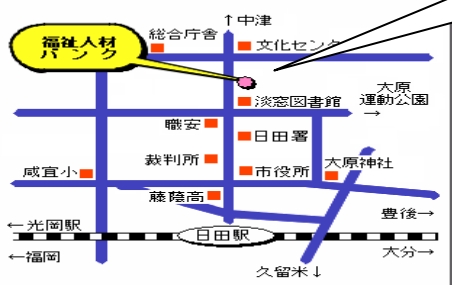 ↑中津
総合庁舎
文化センタ
福祉人材
バンク
大原
運動公園
→
淡窓図書館
職安
日田署
裁判所
市役所
大原神社
咸宜小
藤蔭高
豊後→
←光岡駅
日田駅
大分→
←福岡
久留米↓